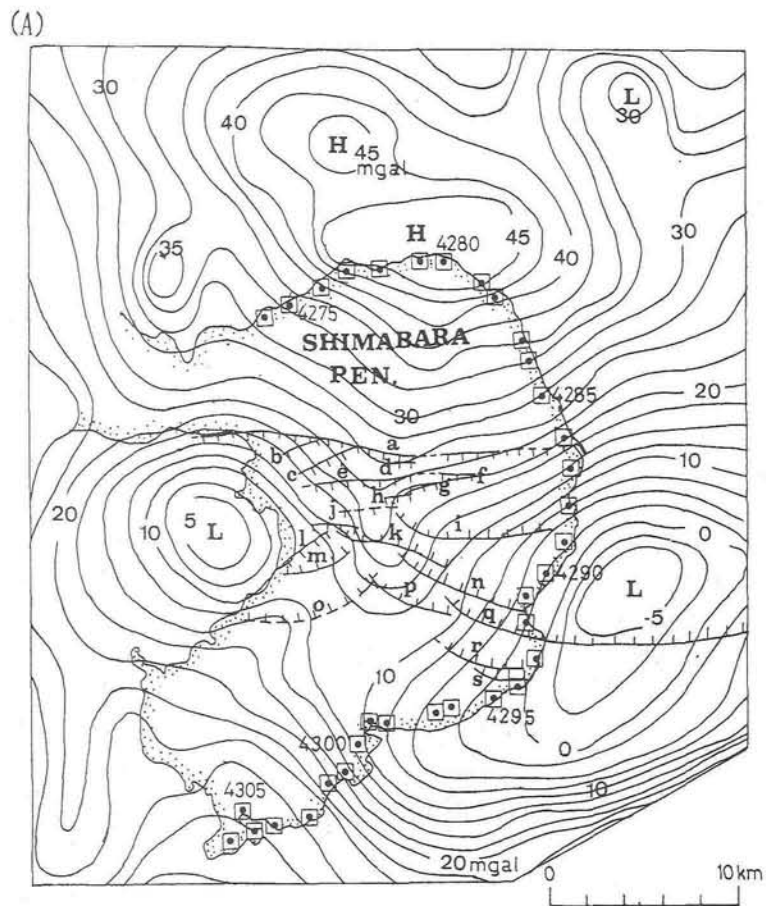 (A)
30
40
H 45 mgal
L 30
35
H 4280
45
40
30
4275
SHIMABARA
PEN.
30
4285
20
a
b
c
e
d
f
g
h
j
i
10
20
10
5 L
k
l
m
0
4290
L
-5
n
o
p
q
r
s
10
4295
0
4300
4305
10
20 mgal
0 10 km